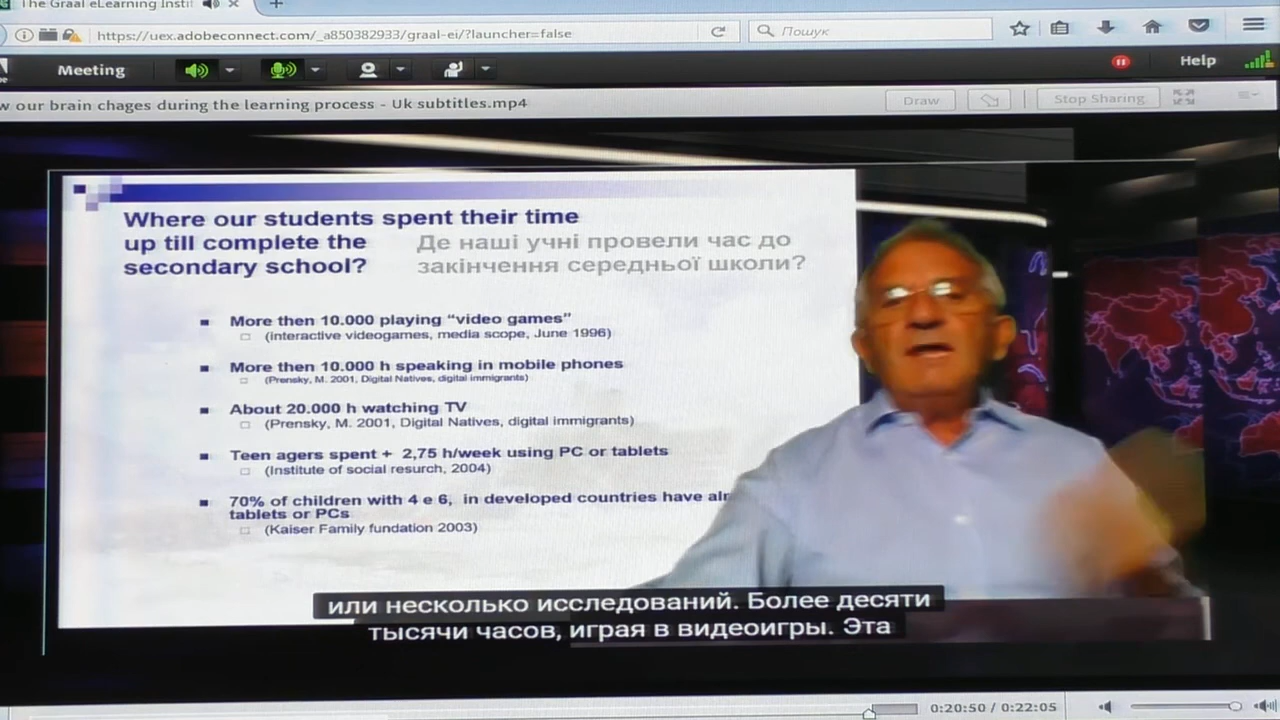 The Graal eLearning Insti
https://uex.adobeconnect.com/_a850382933/graal-ei/?launcher=false
Пошук
Meeting
Help
w our brain chages during the learning process - Uk subtitles.mp4
Draw
Stop Sharing
Where our students spent their time
up till complete the
secondary school?
Де наші учні провели час до
закінчення середньої школи?
More then 10.000 playing “video games”
(interactive videogames, media scope, June 1996)
More then 10.000 h speaking in mobile phones
(Prensky, M. 2001, Digital Natives, digital immigrants)
About 20.000 h watching TV
(Prensky, M. 2001, Digital Natives, digital immigrants)
Teen agers spent + 2,75 h/week using PC or tablets
(Institute of social resurch, 2004)
70% of children with 4 e 6, in developed countries have alr
tablets or PCs
(Kaiser Family fundation 2003)
или несколько исследований. Более десяти
тысячи часов, играя в видеоигры. Эта
0:20:50 / 0:22:05